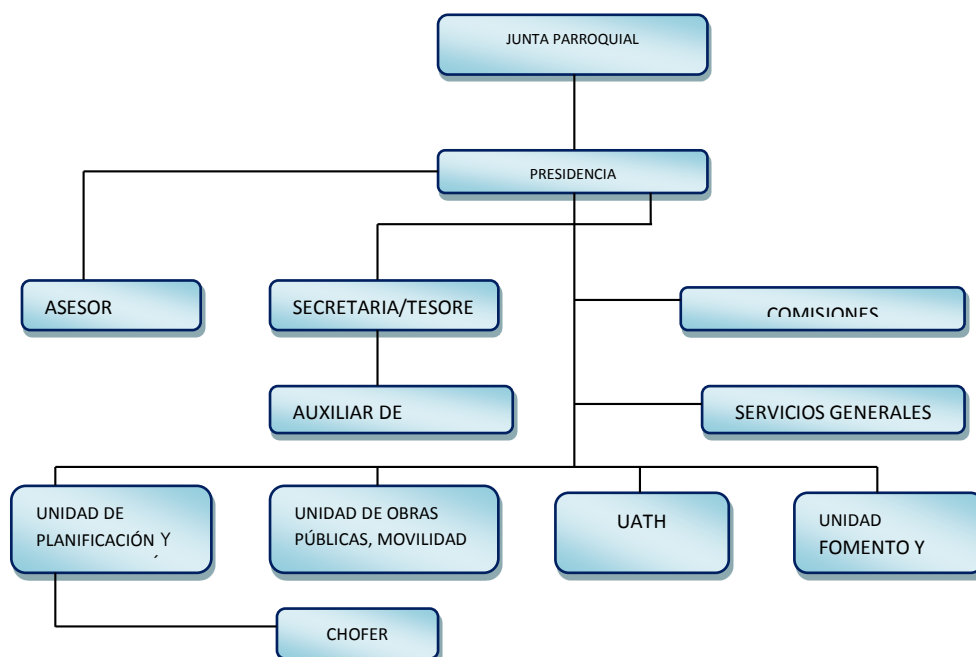 JUNTA PARROQUIAL
PRESIDENCIA
ASESOR
SECRETARIA/TESORE
COMISIONES
AUXILIAR DE
SERVICIOS GENERALES
UNIDAD DE
PLANIFICACIÓN Y
UNIDAD DE OBRAS
PÚBLICAS, MOVILIDAD
UATH
UNIDAD
FOMENTO Y
CHOFER